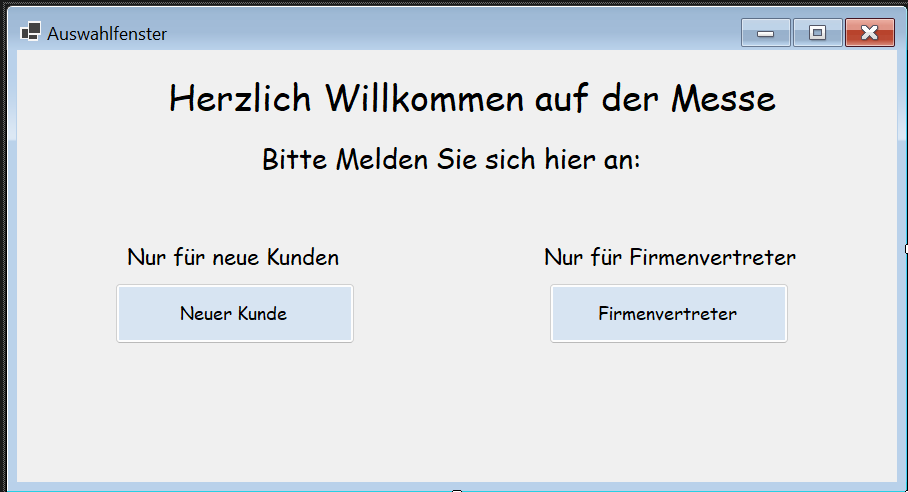 Auswahlfenster
Herzlich Willkommen auf der Messe
Bitte Melden Sie sich hier an:
Nur für neue Kunden
Nur für Firmenvertreter
Neuer Kunde
Firmenvertreter